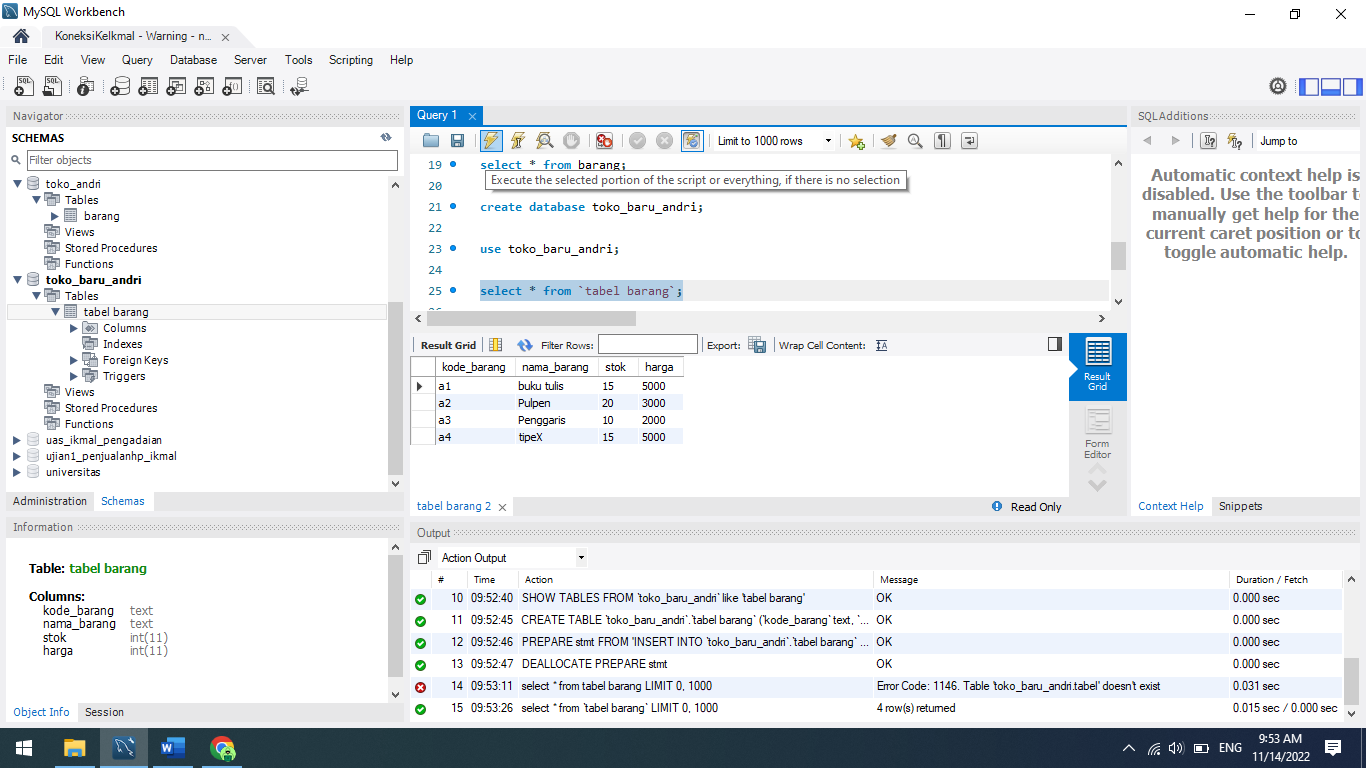 MySQL Workbench
KoneksiKelkmal - Warning - n... ×
File Edit View Query Database Server Tools Scripting Help
Navigator
SCHEMAS
Filter objects
toko_andri
Tables
barang
Views
Stored Procedures
Functions
toko_baru_andri
Tables
tabel barang
Columns
Indexes
Foreign Keys
Triggers
Views
Stored Procedures
Functions
uas_ikmal_pengadaian
ujian1_penjualanhp_ikmal
universitas
Administration Schemas
Information
Table: tabel barang
Columns:
kode_barang text
nama_barang text
stok int(11)
harga int(11)
Object Info Session
Query 1 ×
Limit to 1000 rows
19 select * from barang;
Execute the selected portion of the script or everything, if there is no selection
20
21 create database toko_baru_andri;
22
23 use toko_baru_andri;
24
25 select * from `tabel barang`;
Result Grid Filter Rows: Export: Wrap Cell Content:
kode_barang nama_barang stok harga
a1 buku tulis 15 5000
a2 Pulpen 20 3000
a3 Penggaris 10 2000
a4 tipeX 15 5000
Result Grid
Form Editor
tabel barang 2 × Read Only
Output
Action Output
# Time Action Message Duration / Fetch
10 09:52:40 SHOW TABLES FROM `toko_baru_andri` like 'tabel barang' OK 0.000 sec
11 09:52:45 CREATE TABLE `toko_baru_andri`.`tabel barang` (`kode_barang` text, `... OK 0.000 sec
12 09:52:46 PREPARE stmt FROM 'INSERT INTO `toko_baru_andri`.`tabel barang` ... OK 0.000 sec
13 09:52:47 DEALLOCATE PREPARE stmt OK 0.000 sec
14 09:53:11 select * from tabel barang LIMIT 0, 1000 Error Code: 1146. Table 'toko_baru_andri.tabel' doesn't exist 0.031 sec
15 09:53:26 select * from `tabel barang` LIMIT 0, 1000 4 row(s) returned 0.015 sec / 0.000 sec
SQLAdditions
Jump to
Automatic context help is
disabled. Use the toolbar t
manually get help for the
current caret position or to
toggle automatic help.
Context Help Snippets
ENG
9:53 AM
11/14/2022